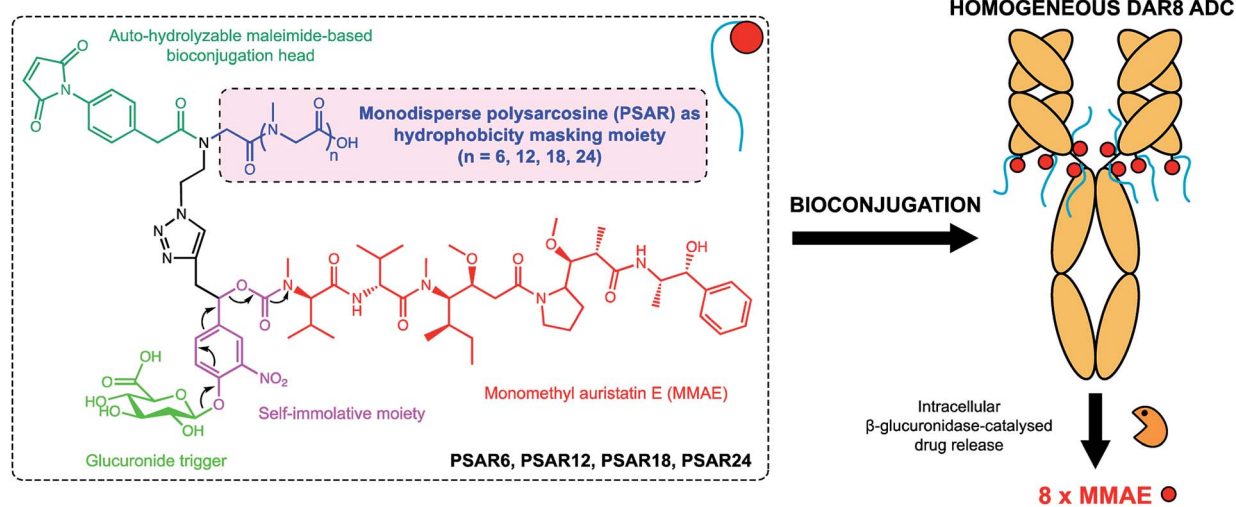 HOMOGENEOUS DAR8 ADC
Auto-hydrolyzable maleimide-based
bioconjugation head
O
N
O
O
N
O
N
O
n
OH
Monodisperse polysarcosine (PSAR) as
hydrophobicity masking moiety
(n = 6, 12, 18, 24)
N
N
N
BIOCONJUGATION
O
O
N
O
N
H
O
N
O
O
N
O
O
H
N
OH
NO2
O
OH
O
O
HO
HO
OH
Self-immolative moiety
Monomethyl auristatin E (MMAE)
Glucuronide trigger
PSAR6, PSAR12, PSAR18, PSAR24
Intracellular
β-glucuronidase-catalysed
drug release
8 x MMAE